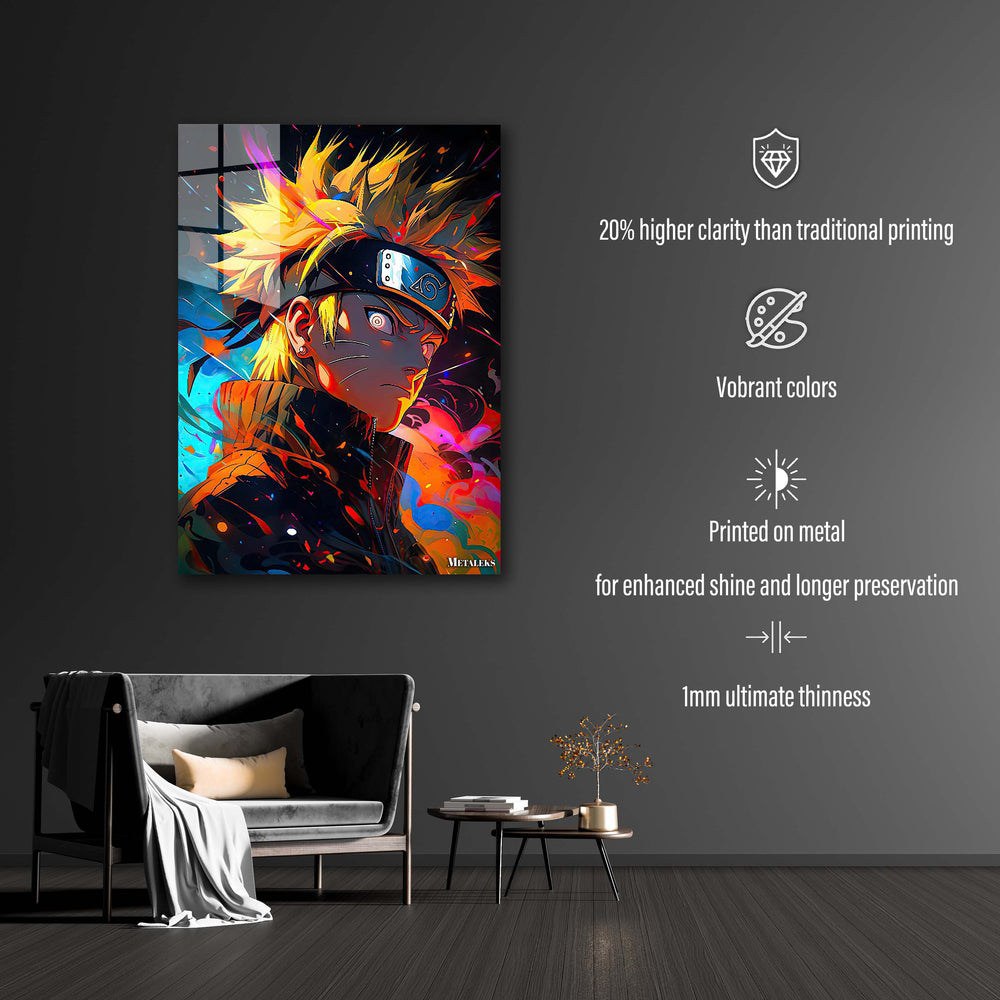 METALEKS
20% higher clarity than traditional printing
Vobrant colors
Printed on metal
for enhanced shine and longer preservation
1mm ultimate thinness